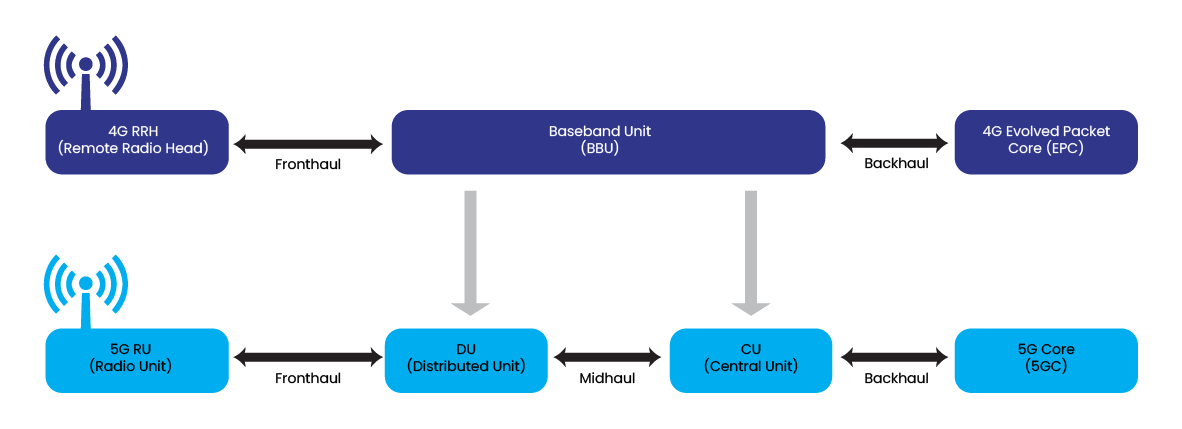 4G RRH
(Remote Radio Head)
Fronthaul
Baseband Unit
(BBU)
Backhaul
4G Evolved Packet
Core (EPC)
5G RU
(Radio Unit)
Fronthaul
DU
(Distributed Unit)
Midhaul
CU
(Central Unit)
Backhaul
5G Core
(5GC)